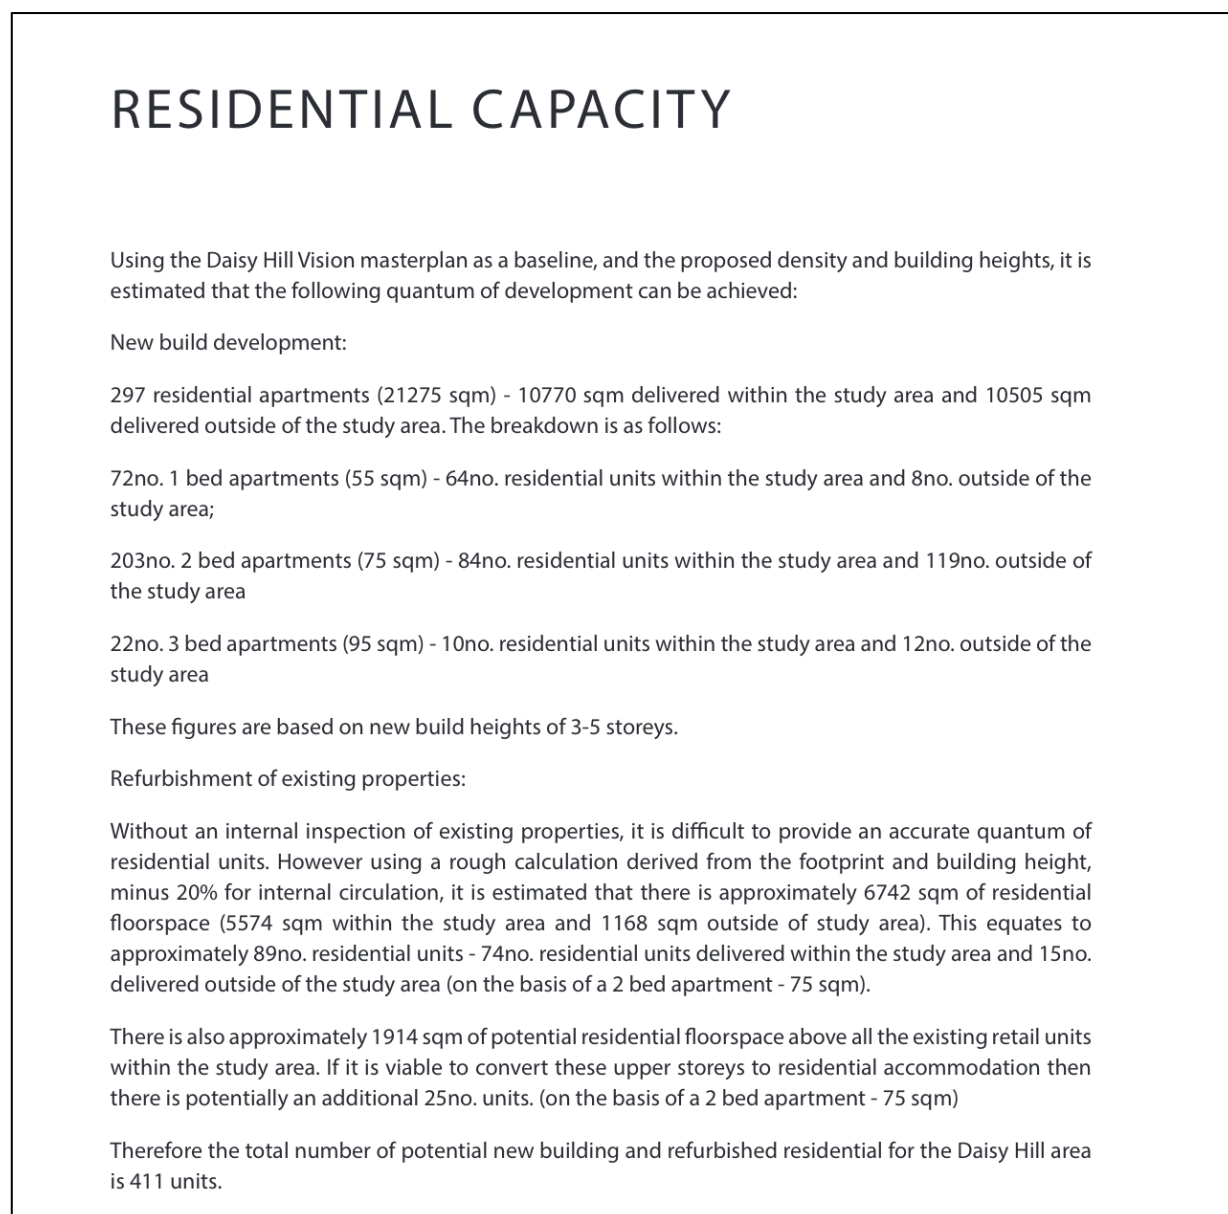 RESIDENTIAL CAPACITY
Using the Daisy Hill Vision masterplan as a baseline, and the proposed density and building heights, it is
estimated that the following quantum of development can be achieved:
New build development:
297 residential apartments (21275 sqm) - 10770 sqm delivered within the study area and 10505 sqm
delivered outside of the study area. The breakdown is as follows:
72no. 1 bed apartments (55 sqm) - 64no. residential units within the study area and 8no. outside of the
study area;
203no. 2 bed apartments (75 sqm) - 84no. residential units within the study area and 119no. outside of
the study area
22no. 3 bed apartments (95 sqm) - 10no. residential units within the study area and 12no. outside of the
study area
These figures are based on new build heights of 3-5 storeys.
Refurbishment of existing properties:
Without an internal inspection of existing properties, it is difficult to provide an accurate quantum of
residential units. However using a rough calculation derived from the footprint and building height,
minus 20% for internal circulation, it is estimated that there is approximately 6742 sqm of residential
floorspace (5574 sqm within the study area and 1168 sqm outside of study area). This equates to
approximately 89no. residential units - 74no. residential units delivered within the study area and 15no.
delivered outside of the study area (on the basis of a 2 bed apartment - 75 sqm).
There is also approximately 1914 sqm of potential residential floorspace above all the existing retail units
within the study area. If it is viable to convert these upper storeys to residential accommodation then
there is potentially an additional 25no. units. (on the basis of a 2 bed apartment - 75 sqm)
Therefore the total number of potential new building and refurbished residential for the Daisy Hill area
is 411 units.